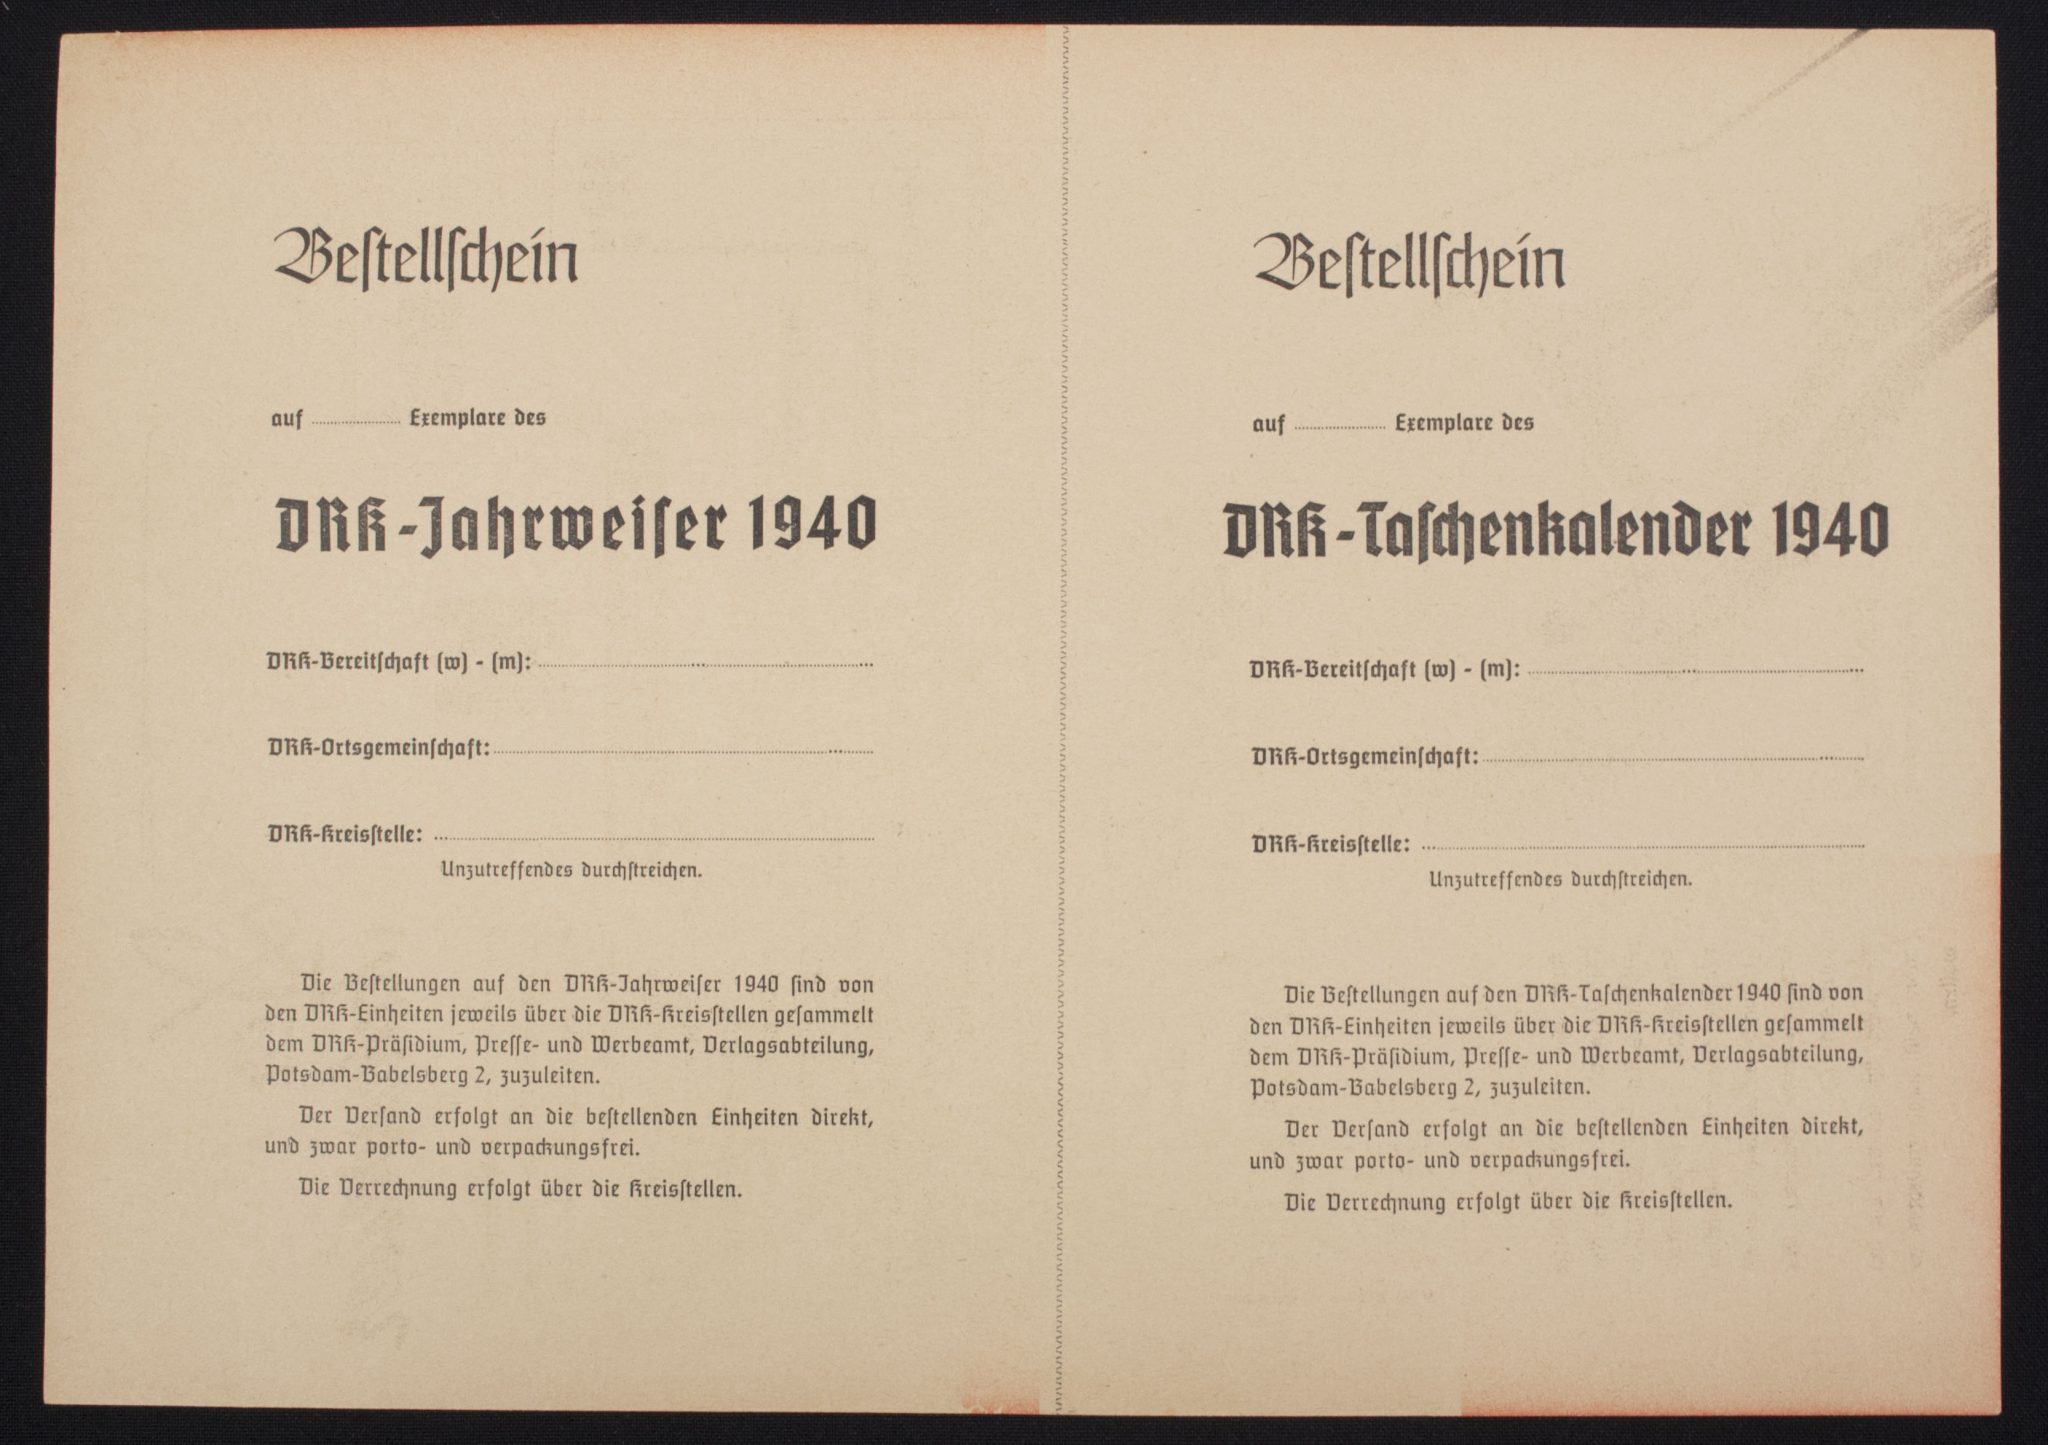 Bestellschein
auf ........ Exemplare des
DRK-Jahrweiser 1940
DRK-Bereitschaft (w) - (m): ........
DRK-Ortsgemeinschaft: ........
DRK-Kreisstelle: ........
Unzutreffendes durchstreichen.
Die Bestellungen auf den DRK-Jahrweiser 1940 sind von
den DRK-Einheiten jeweils über die DRK-Kreisstellen gesammelt
dem DRK-Präsidium, Presse- und Werbeamt, Verlagsabteilung,
Potsdam-Babelsberg 2, zuzuleiten.
Der Versand erfolgt an die bestellenden Einheiten direkt,
und zwar porto- und verpackungsfrei.
Die Verrechnung erfolgt über die Kreisstellen.
Bestellschein
auf ........ Exemplare des
DRK-Taschenkalender 1940
DRK-Bereitschaft (w) - (m): ........
DRK-Ortsgemeinschaft: ........
DRK-Kreisstelle: ........
Unzutreffendes durchstreichen.
Die Bestellungen auf den DRK-Taschenkalender 1940 sind von
den DRK-Einheiten jeweils über die DRK-Kreisstellen gesammelt
dem DRK-Präsidium, Presse- und Werbeamt, Verlagsabteilung,
Potsdam-Babelsberg 2, zuzuleiten.
Der Versand erfolgt an die bestellenden Einheiten direkt,
und zwar porto- und verpackungsfrei.
Die Verrechnung erfolgt über die Kreisstellen.